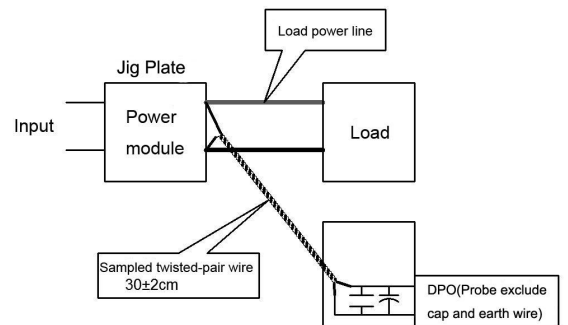 Load power line
Jig Plate
Input
Power
module
Load
Sampled twisted-pair wire
30±2cm
DPO(Probe exclude
cap and earth wire)